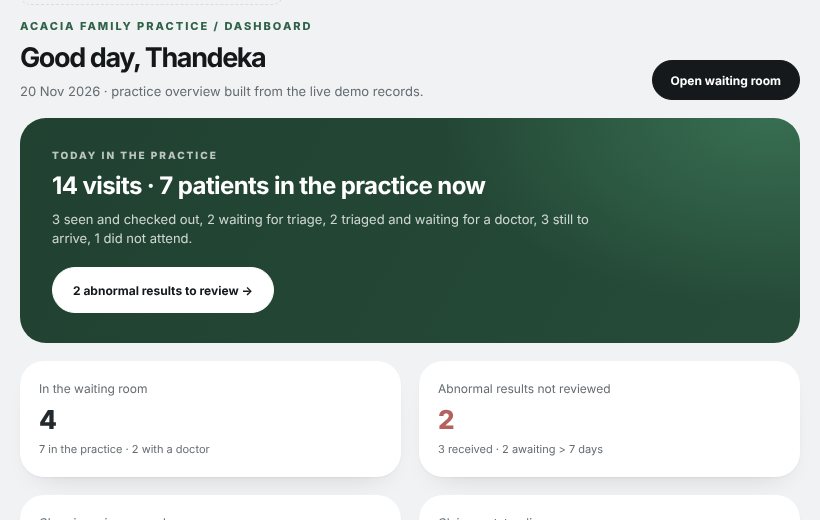 ACACIA FAMILY PRACTICE / DASHBOARD
Good day, Thandeka
20 Nov 2026 · practice overview built from the live demo records.
Open waiting room
TODAY IN THE PRACTICE
14 visits · 7 patients in the practice now
3 seen and checked out, 2 waiting for triage, 2 triaged and waiting for a doctor, 3 still to
arrive, 1 did not attend.
2 abnormal results to review →
In the waiting room
4
7 in the practice · 2 with a doctor
Abnormal results not reviewed
2
3 received · 2 awaiting > 7 days